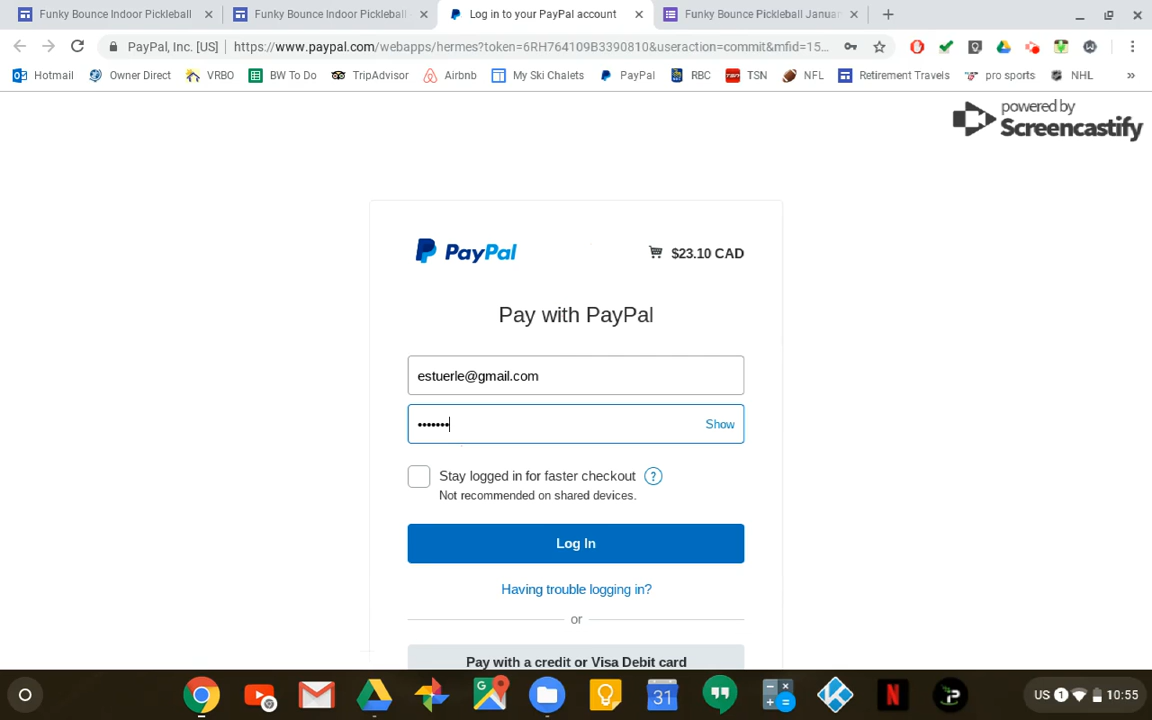 Funky Bounce Indoor Pickleball
Funky Bounce Indoor Pickleball
Log in to your PayPal account
Funky Bounce Pickleball Januar
PayPal, Inc. [US]
https://www.paypal.com/webapps/hermes?token=6RH764109B3390810&useraction=commit&mfid=15...
Hotmail
Owner Direct
VRBO
BW To Do
TripAdvisor
Airbnb
My Ski Chalets
PayPal
RBC
TSN
NFL
Retirement Travels
pro sports
NHL
»
powered by
Screencastify
PayPal
$23.10 CAD
Pay with PayPal
estuerle@gmail.com
•••••••
Show
Stay logged in for faster checkout ?
Not recommended on shared devices.
Log In
Having trouble logging in?
or
Pay with a credit or Visa Debit card
31
US 1 10:55